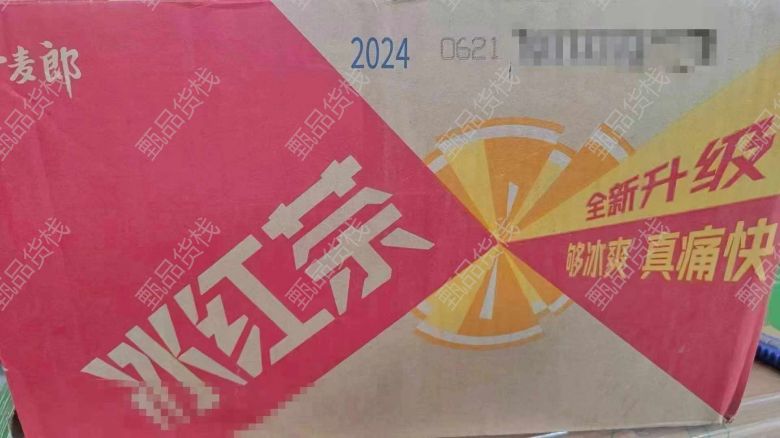 麦郎
2024 0621
冰红茶
全新升级
够冰爽 真痛快
甄品货栈